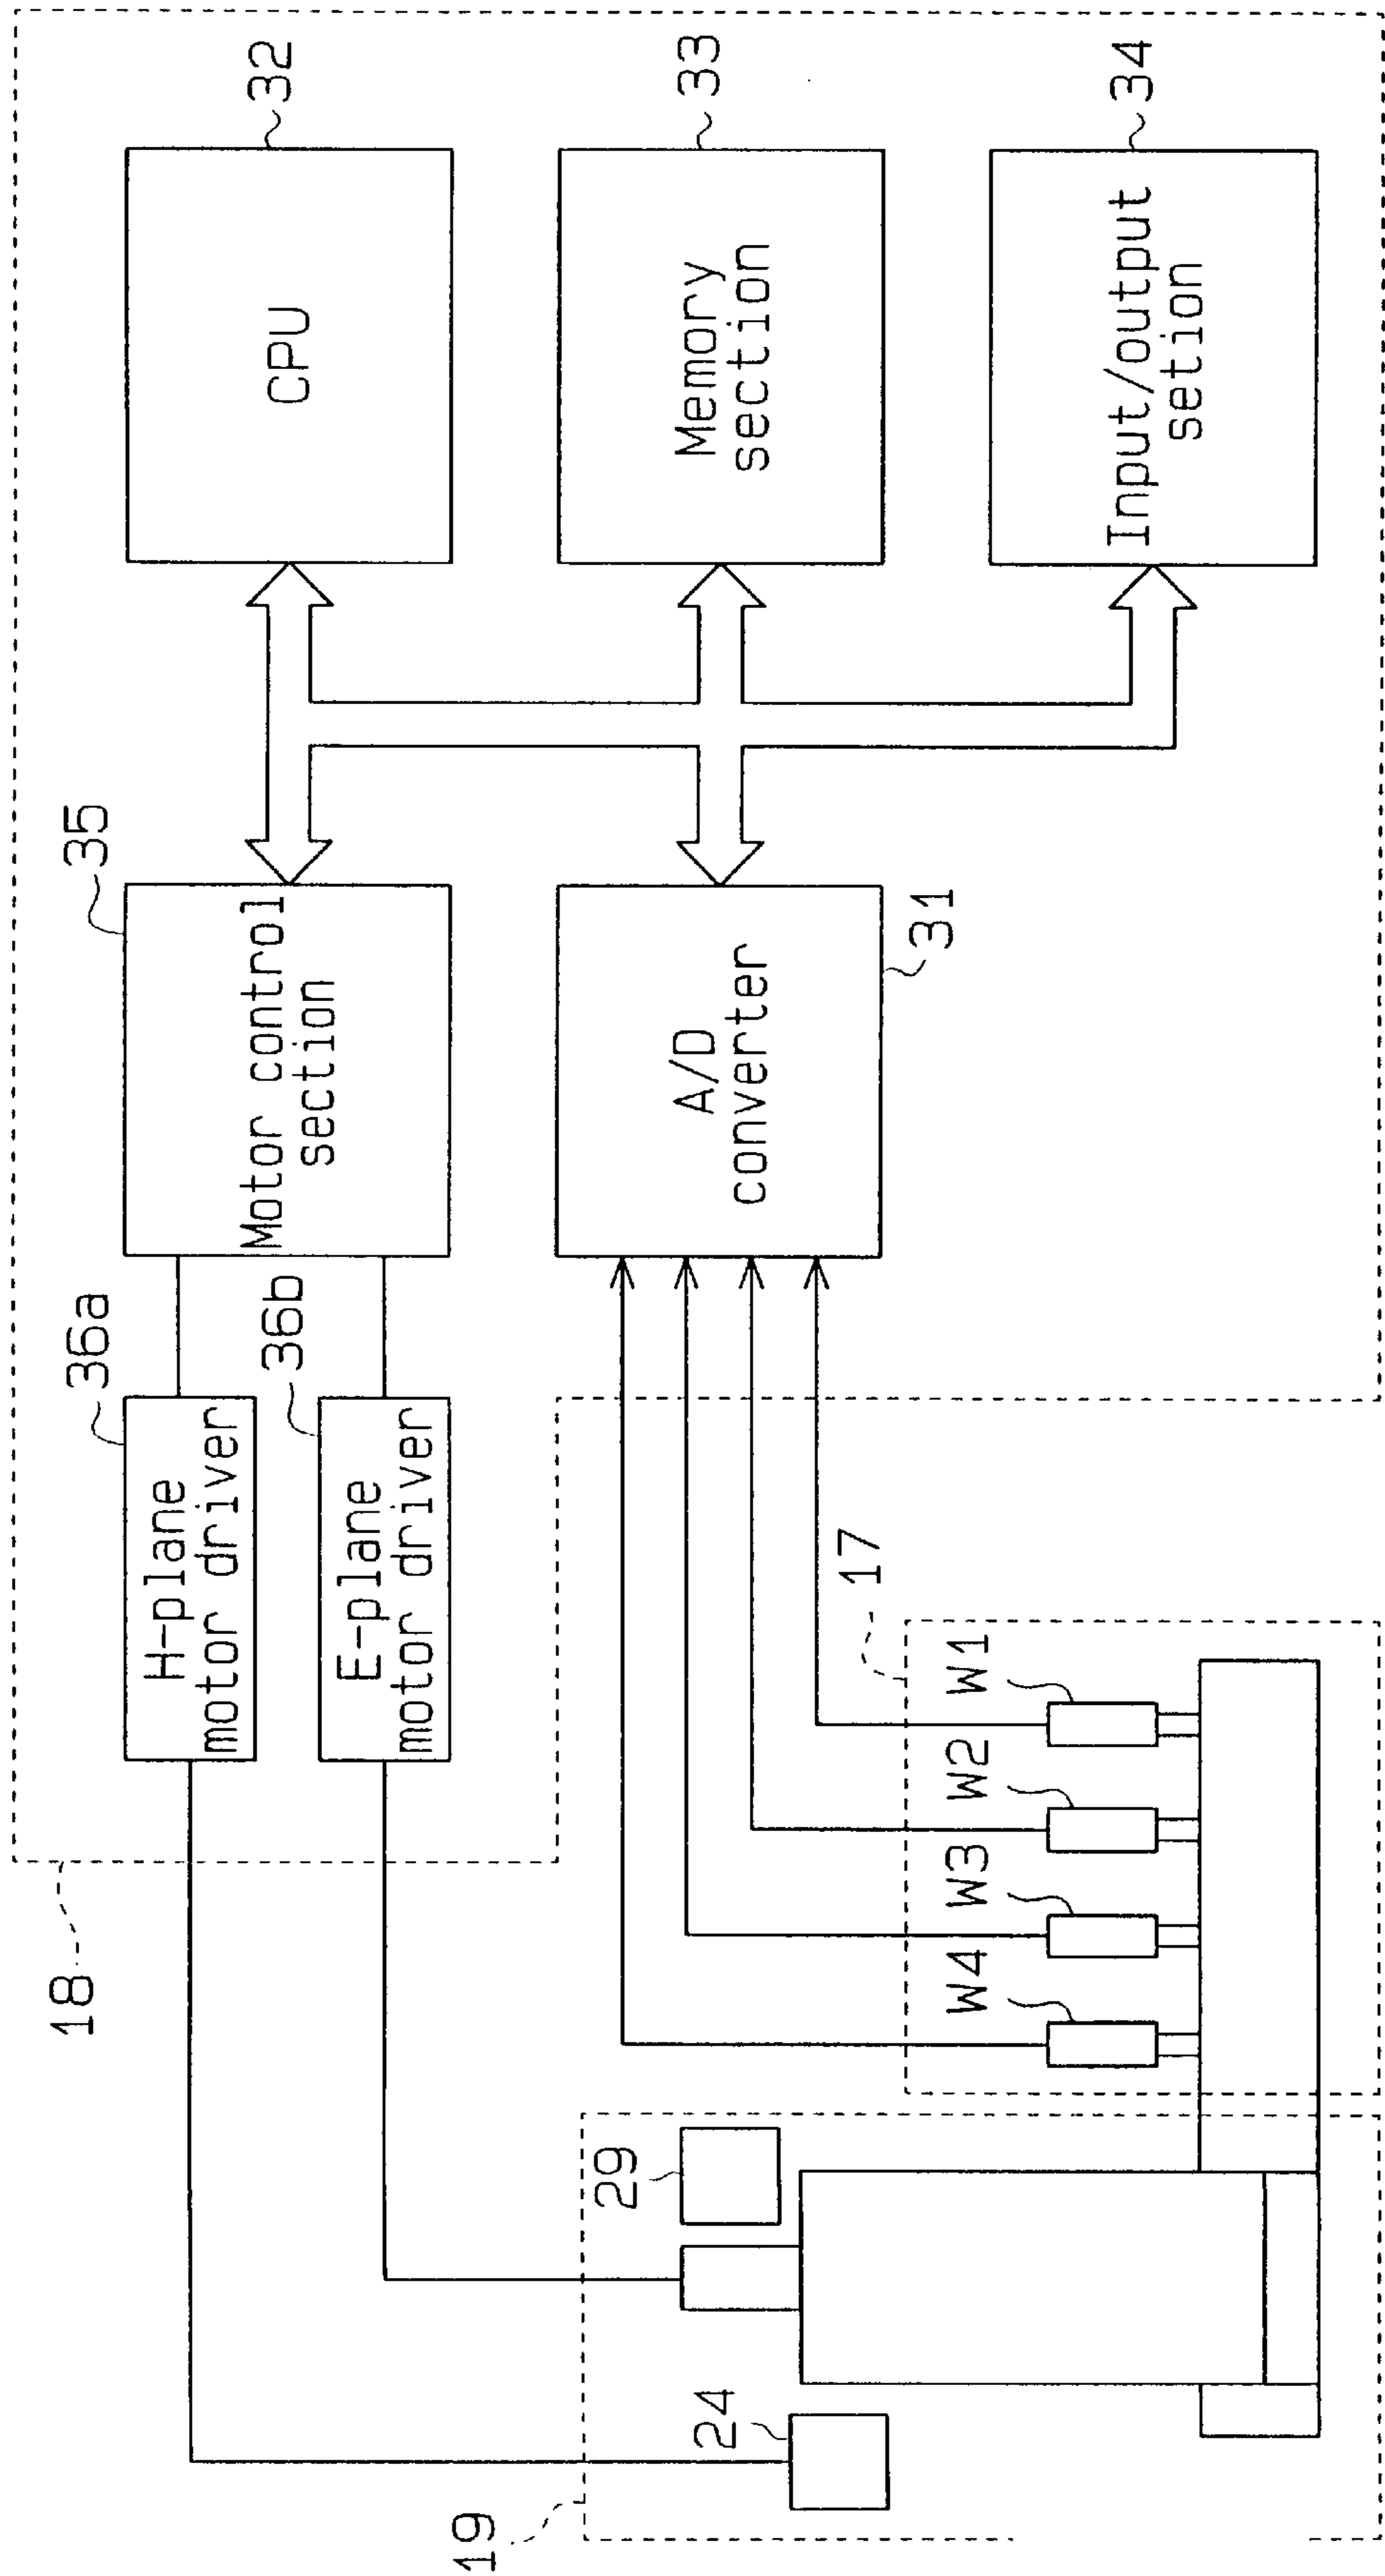 18
36a
35
32
H-plane
motor driver
Motor control
section
CPU
36b
E-plane
motor driver
A/D
converter
31
Memory
section
33
Input/output
setion
34
19
24
29
17
W4
W3
W2
W1